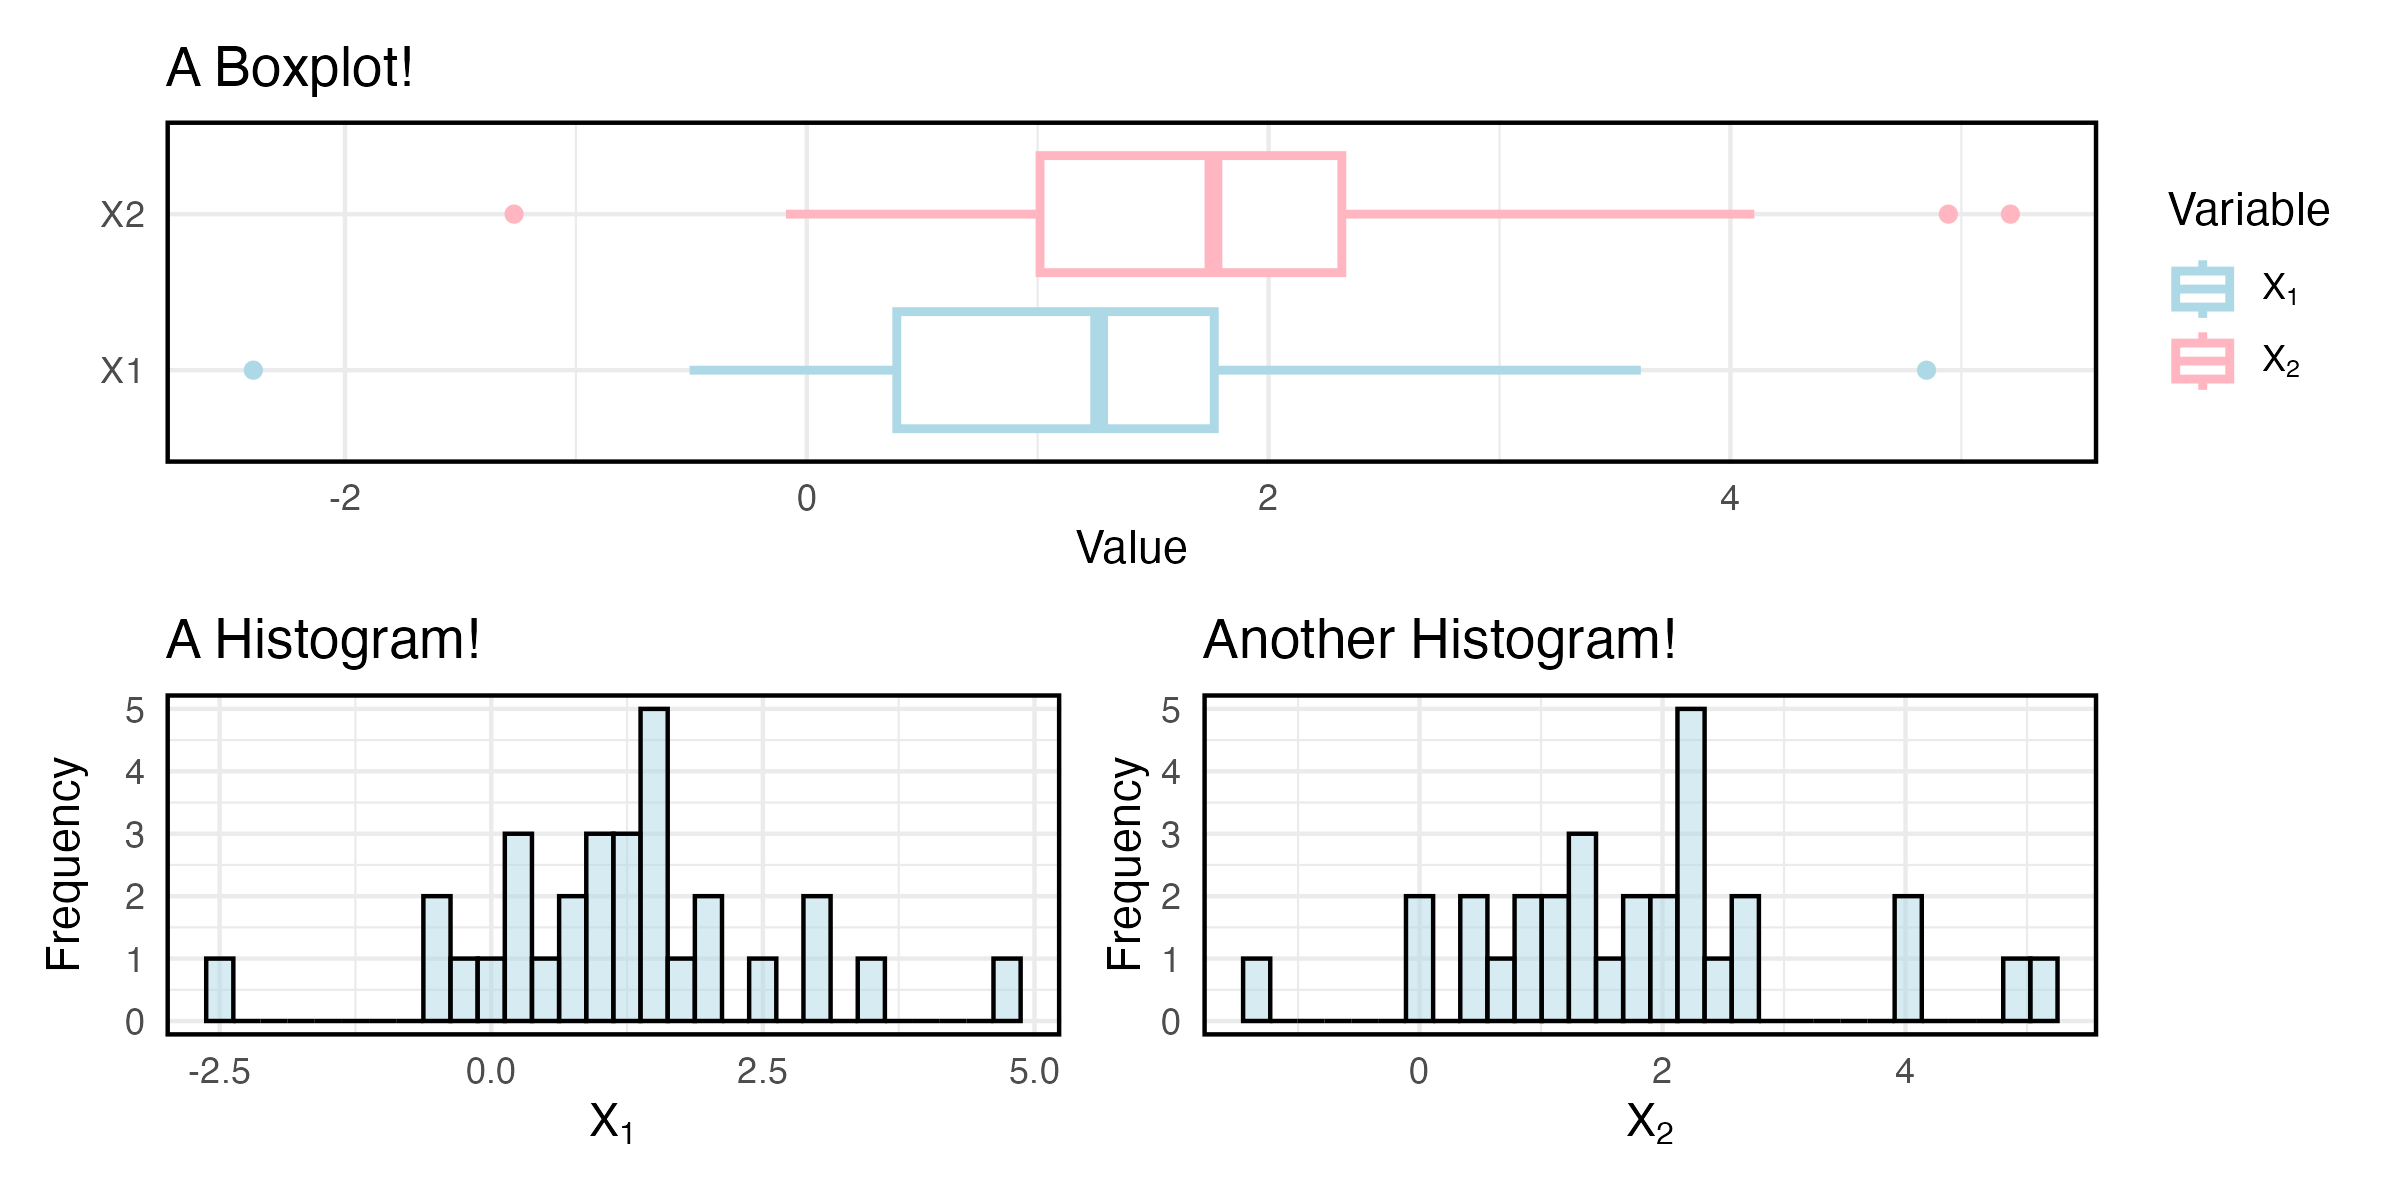 A Boxplot!
X2
X1
-2 0 2 4
Value
Variable
X₁
X₂
A Histogram!
Frequency
5
4
3
2
1
0
-2.5 0.0 2.5 5.0
X₁
Another Histogram!
Frequency
5
4
3
2
1
0
0 2 4
X₂